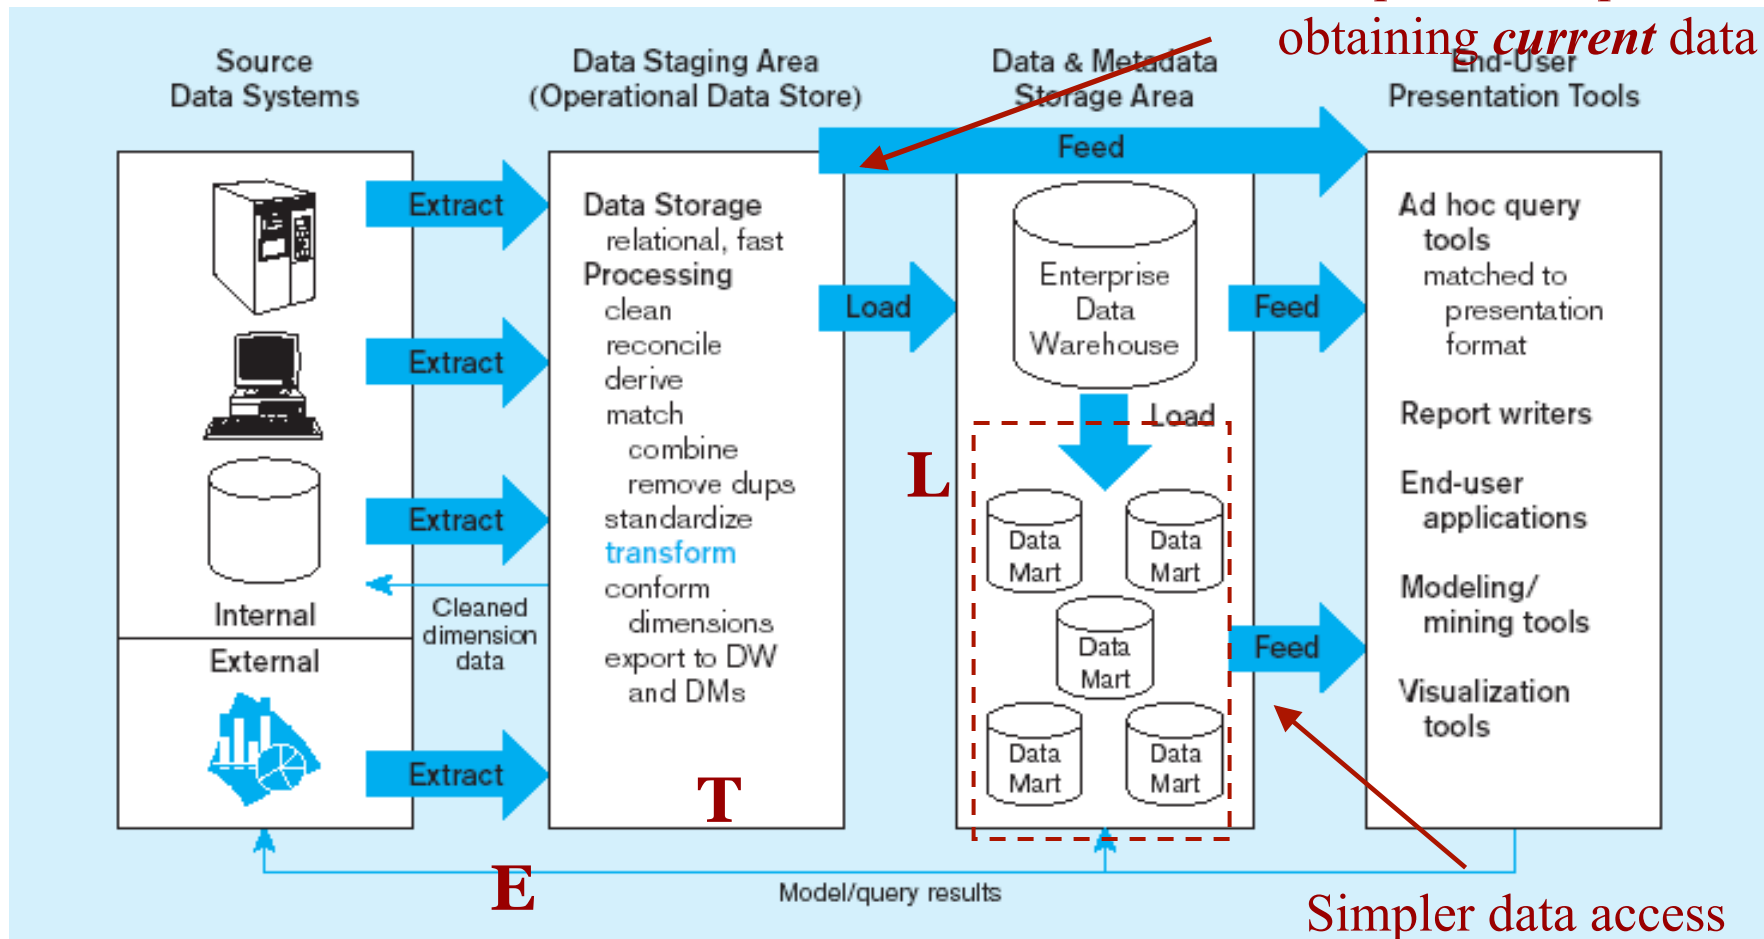 obtaining current data
Source
Data Systems
Data Staging Area
(Operational Data Store)
Data & Metadata
Storage Area
End-User
Presentation Tools
Extract
Extract
Extract
Extract
Internal
External
Cleaned
dimension
data
Data Storage
relational, fast
Processing
clean
reconcile
derive
match
combine
remove dups
standardize
transform
conform
dimensions
export to DW
and DMs
T
E
Feed
Load
Enterprise
Data
Warehouse
Load
L
Data
Mart
Data
Mart
Data
Mart
Data
Mart
Data
Mart
Feed
Feed
Ad hoc query
tools
matched to
presentation
format
Report writers
End-user
applications
Modeling/
mining tools
Visualization
tools
Model/query results
Simpler data access